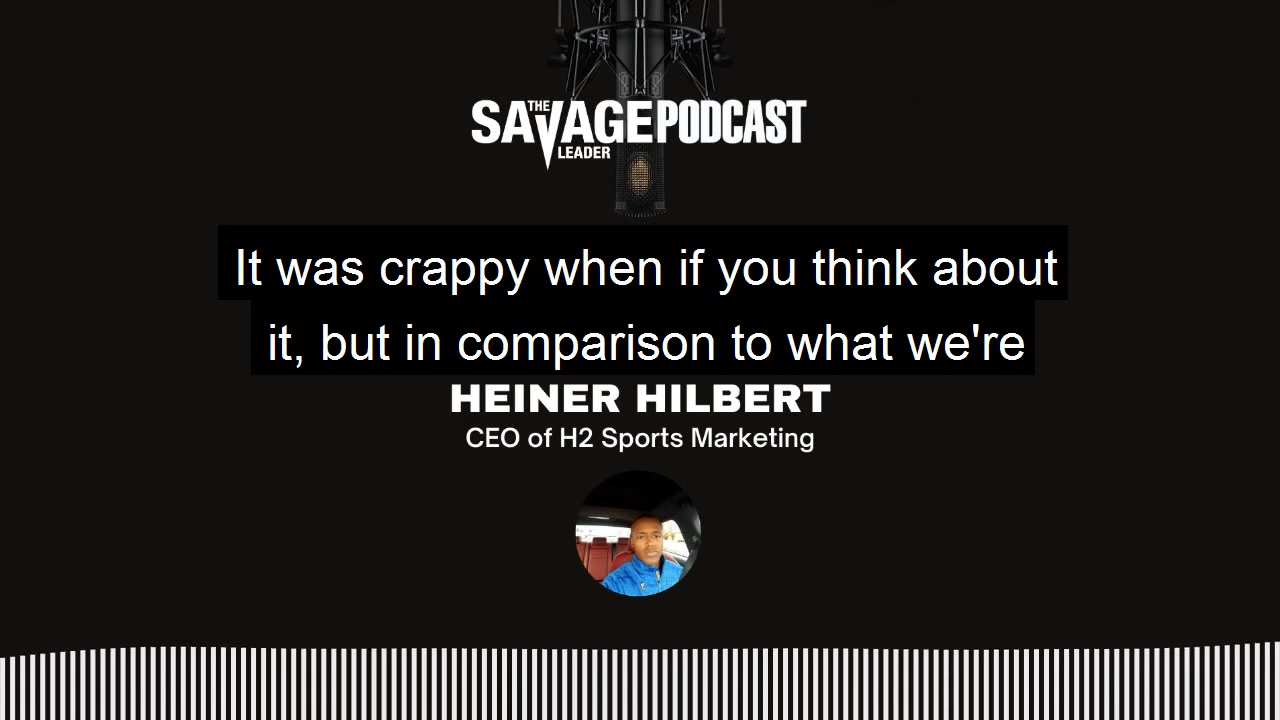 THE
SAVAGE PODCAST
LEADER
It was crappy when if you think about
it, but in comparison to what we're
HEINER HILBERT
CEO of H2 Sports Marketing